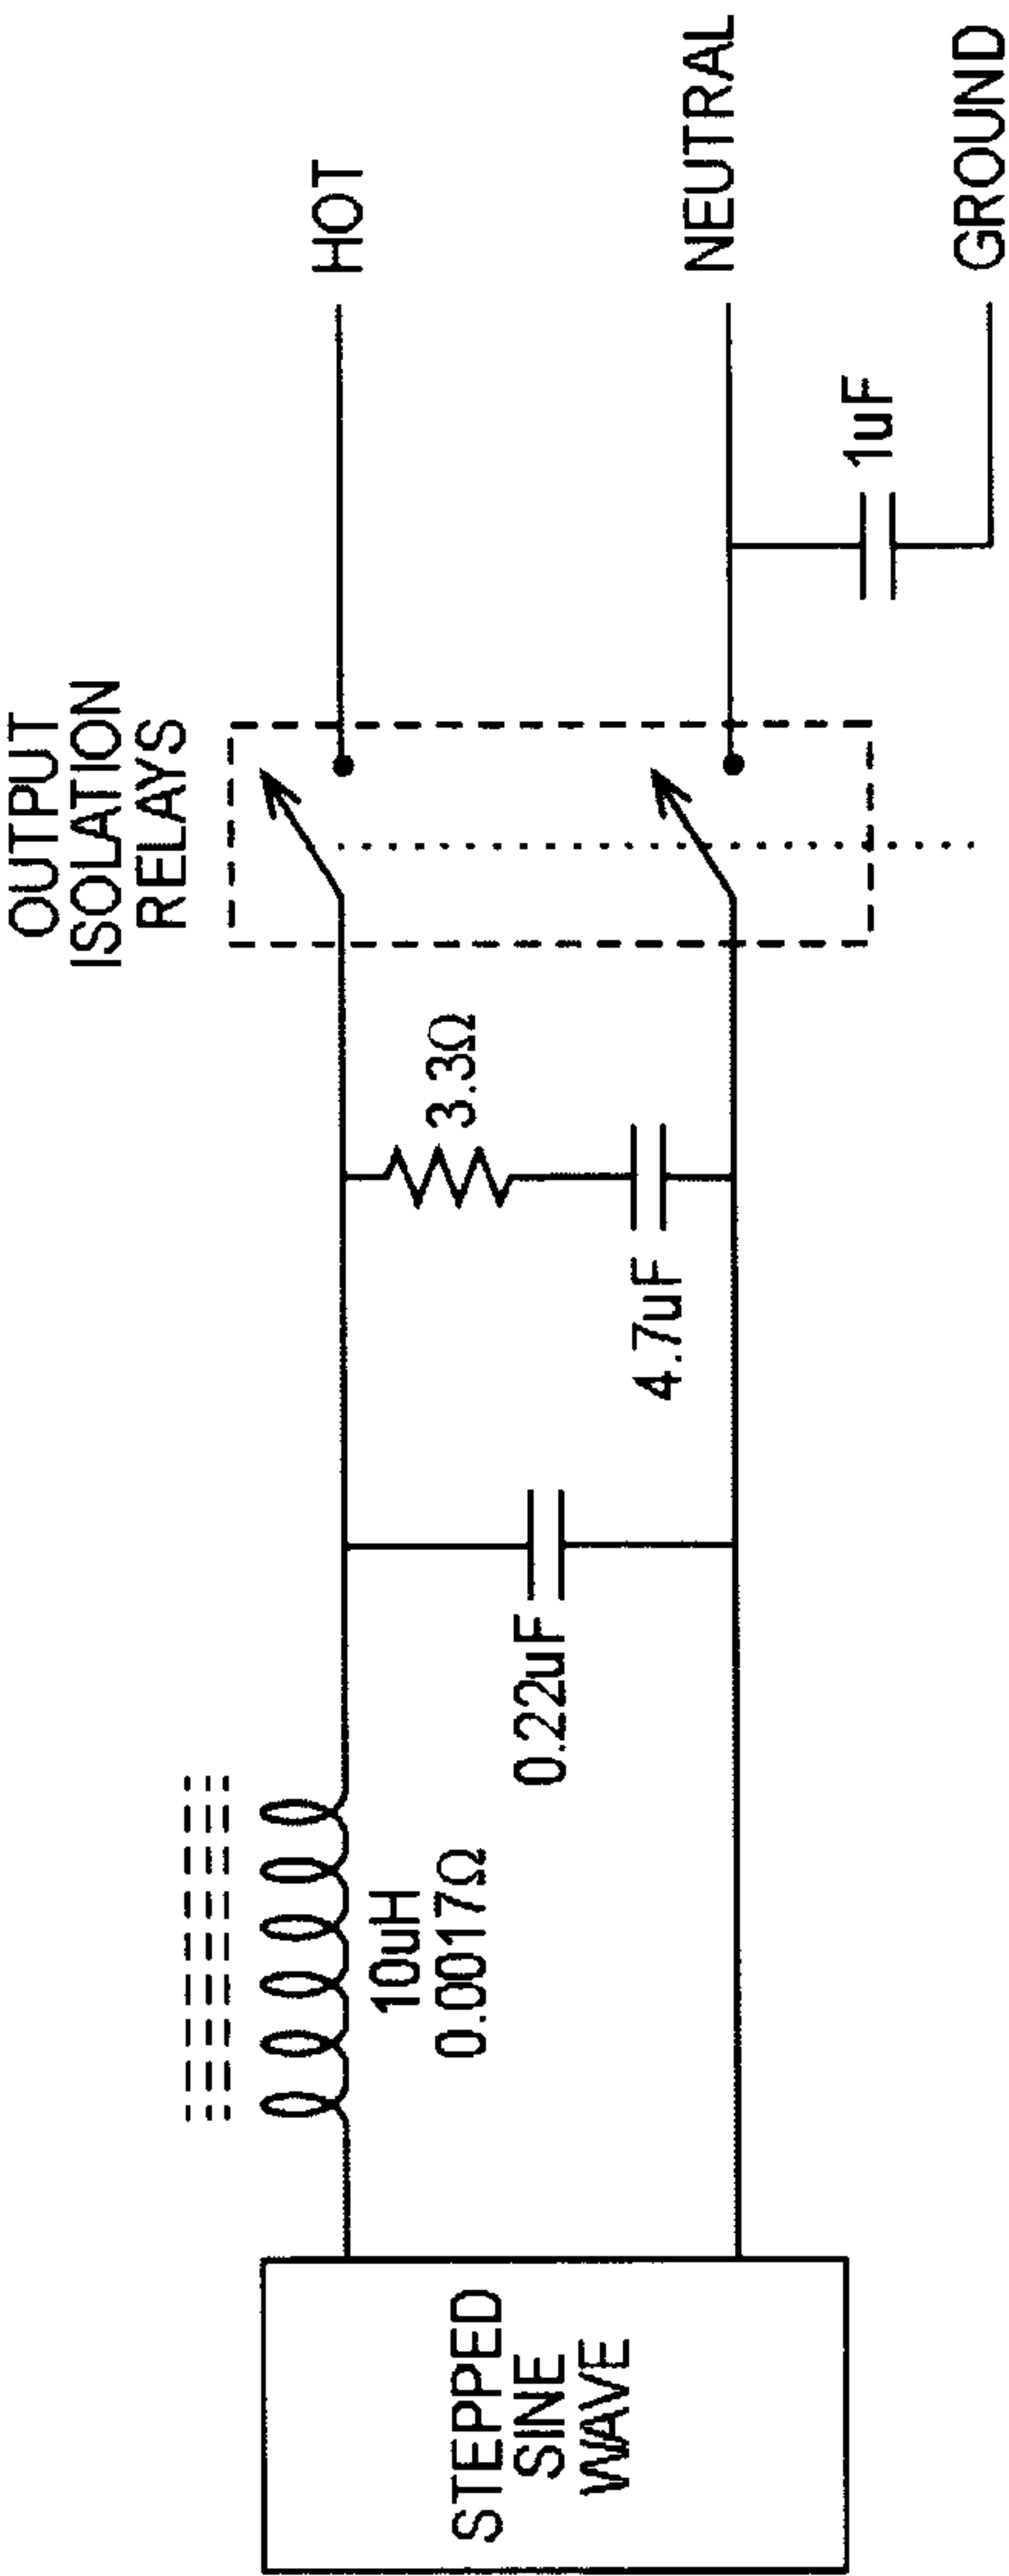 STEPPED
SINE
WAVE
10uH
0.0017Ω
0.22uF
4.7uF
3.3Ω
OUTPUT
ISOLATION
RELAYS
1uF
HOT
NEUTRAL
GROUND